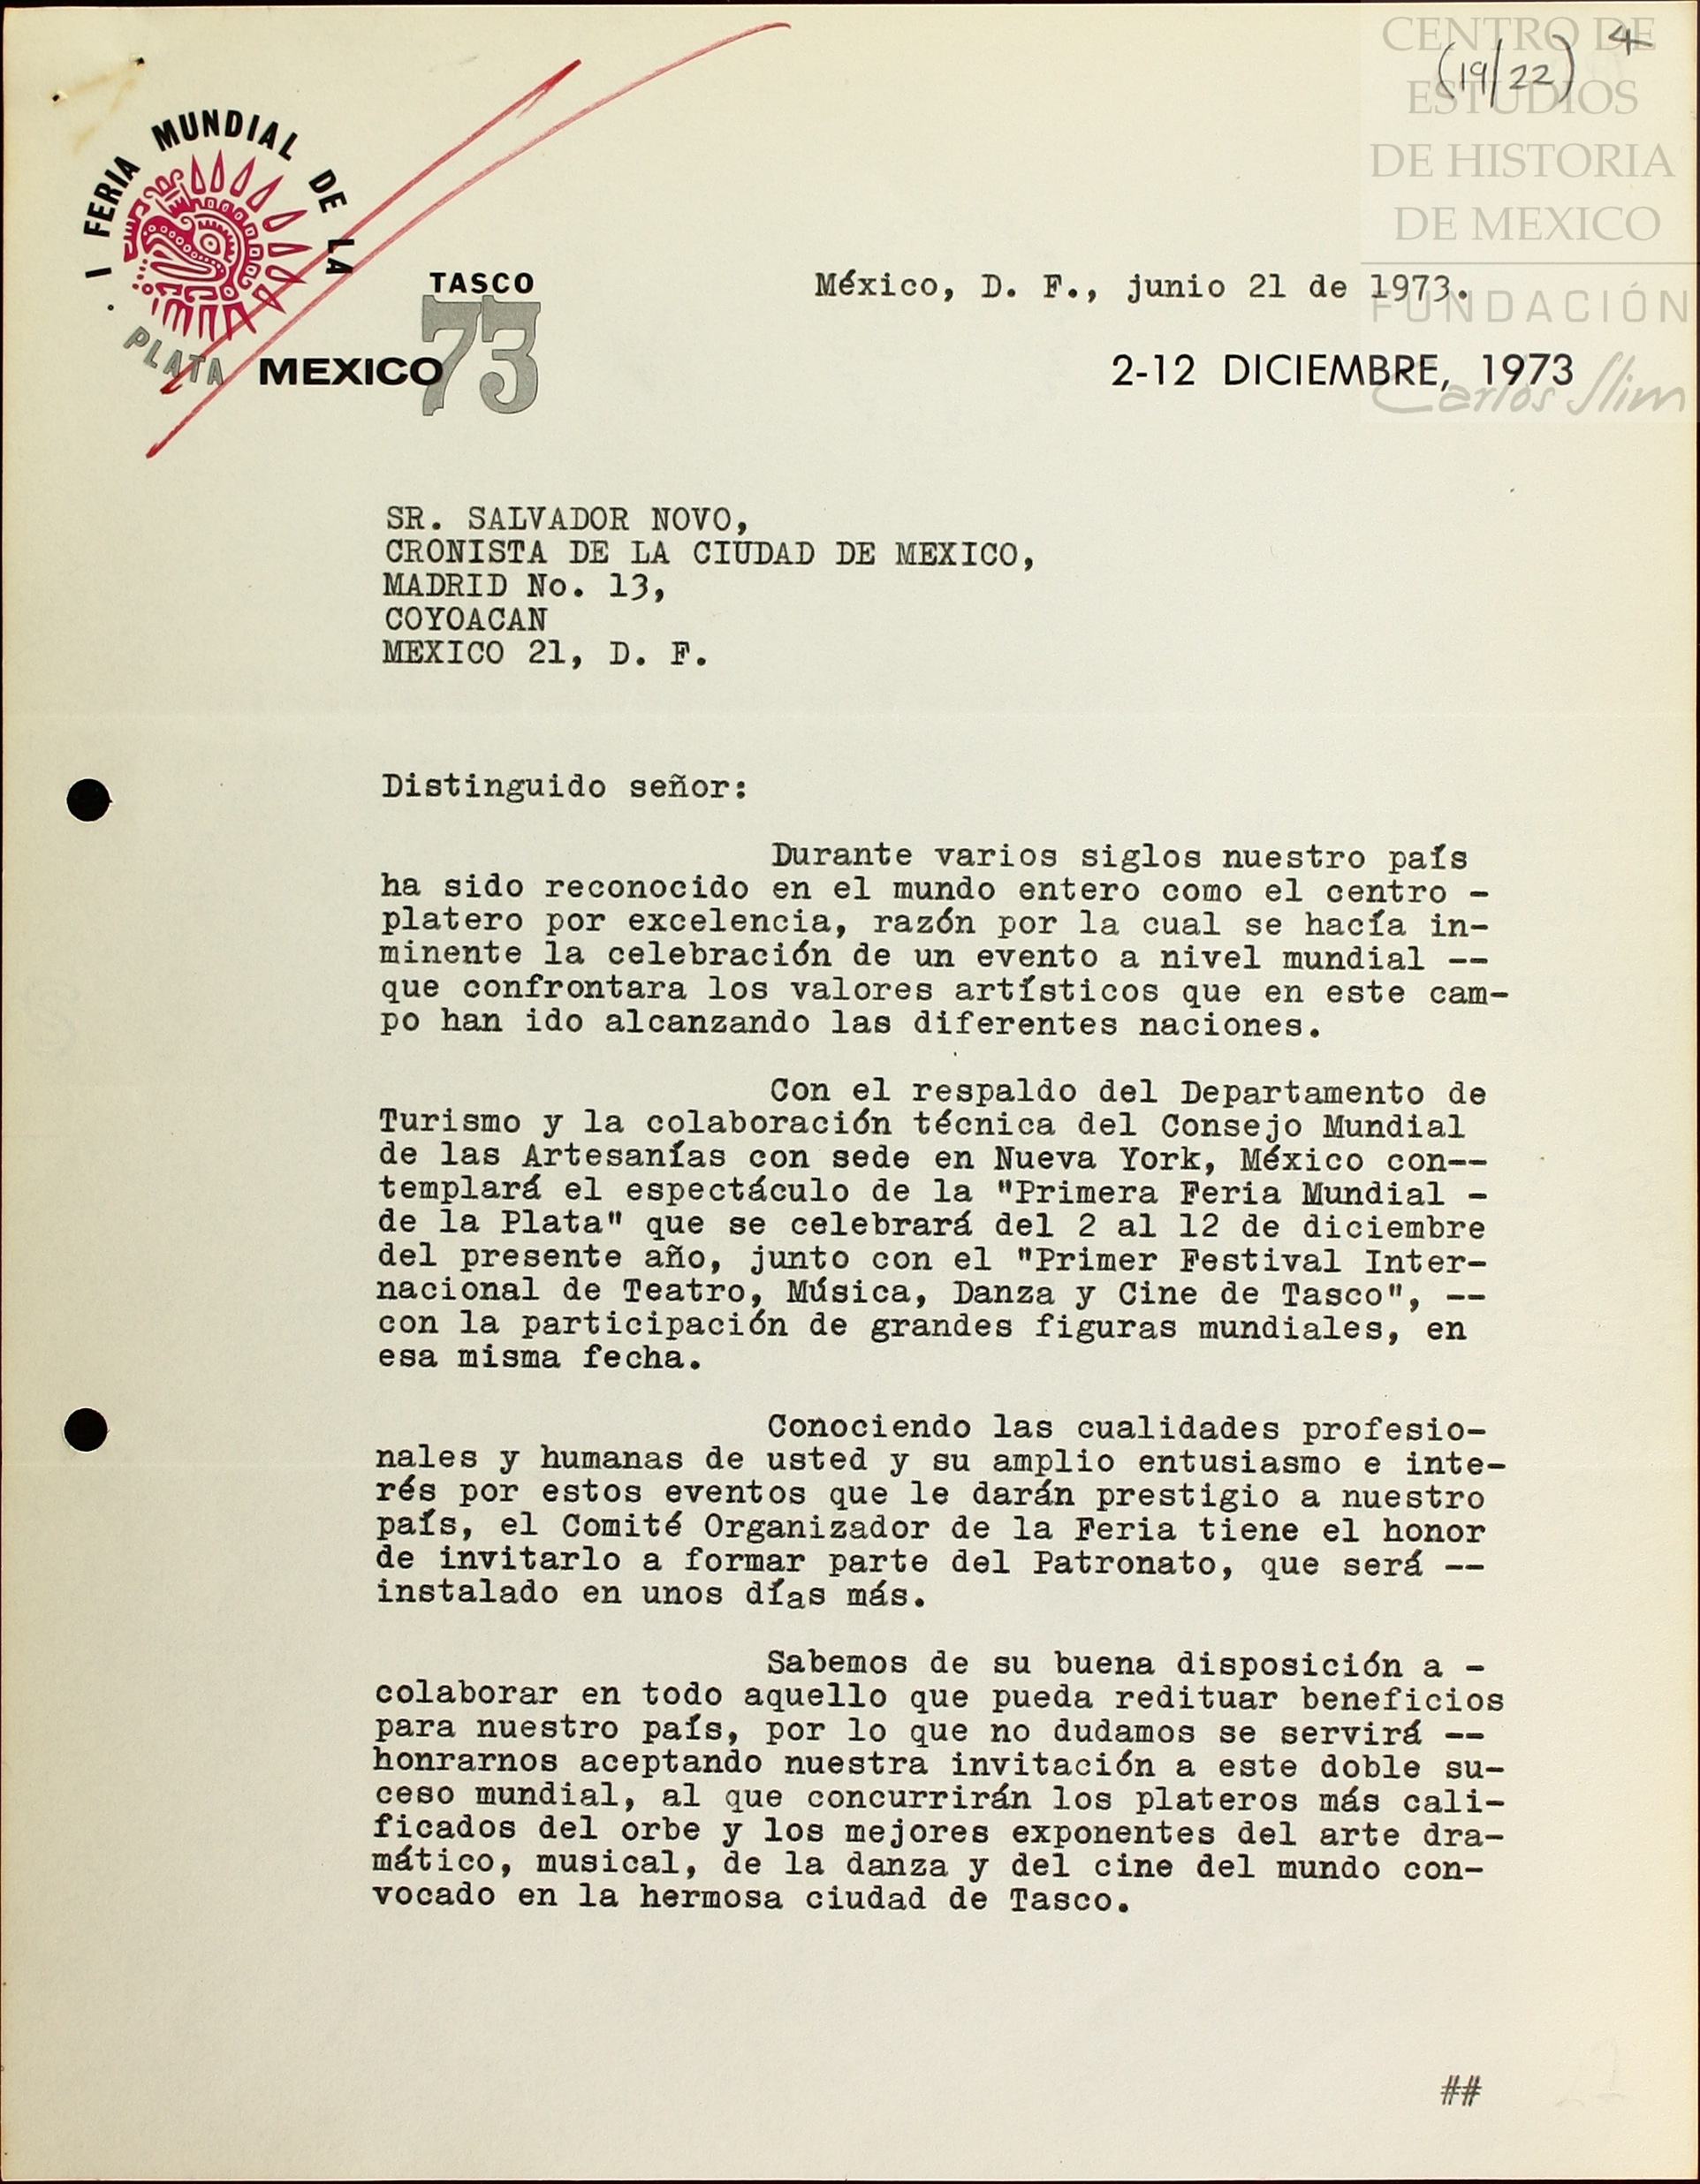 CENTRO DE
ESTUDIOS
DE HISTORIA
DE MEXICO
FUNDACIÓN
Carlos Slim
(19/22) 4
I FERIA MUNDIAL DE LA PLATA
TASCO
MEXICO 73
México, D. F., junio 21 de 1973.
2-12 DICIEMBRE, 1973
SR. SALVADOR NOVO,
CRONISTA DE LA CIUDAD DE MEXICO,
MADRID No. 13,
COYOACAN
MEXICO 21, D. F.
Distinguido señor:
Durante varios siglos nuestro país
ha sido reconocido en el mundo entero como el centro -
platero por excelencia, razón por la cual se hacía in-
minente la celebración de un evento a nivel mundial --
que confrontara los valores artísticos que en este cam-
po han ido alcanzando las diferentes naciones.
Con el respaldo del Departamento de
Turismo y la colaboración técnica del Consejo Mundial
de las Artesanías con sede en Nueva York, México con--
templará el espectáculo de la "Primera Feria Mundial -
de la Plata" que se celebrará del 2 al 12 de diciembre
del presente año, junto con el "Primer Festival Inter-
nacional de Teatro, Música, Danza y Cine de Tasco", --
con la participación de grandes figuras mundiales, en
esa misma fecha.
Conociendo las cualidades profesio-
nales y humanas de usted y su amplio entusiasmo e inte-
rés por estos eventos que le darán prestigio a nuestro
país, el Comité Organizador de la Feria tiene el honor
de invitarlo a formar parte del Patronato, que será --
instalado en unos días más.
Sabemos de su buena disposición a -
colaborar en todo aquello que pueda redituar beneficios
para nuestro país, por lo que no dudamos se servirá --
honrarnos aceptando nuestra invitación a este doble su-
ceso mundial, al que concurrirán los plateros más cali-
ficados del orbe y los mejores exponentes del arte dra-
mático, musical, de la danza y del cine del mundo con-
vocado en la hermosa ciudad de Tasco.
##